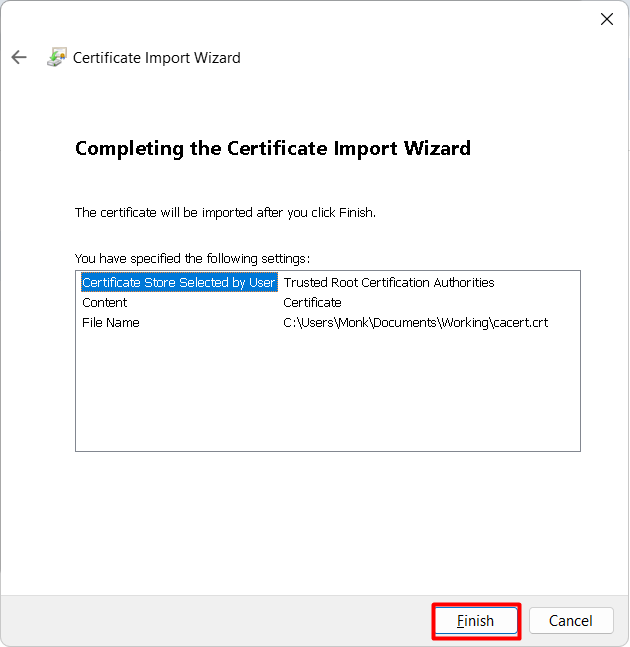 Certificate Import Wizard
Completing the Certificate Import Wizard
The certificate will be imported after you click Finish.
You have specified the following settings:
Certificate Store Selected by User Trusted Root Certification Authorities
Content Certificate
File Name C:\Users\Monk\Documents\Working\cacert.crt
Finish Cancel